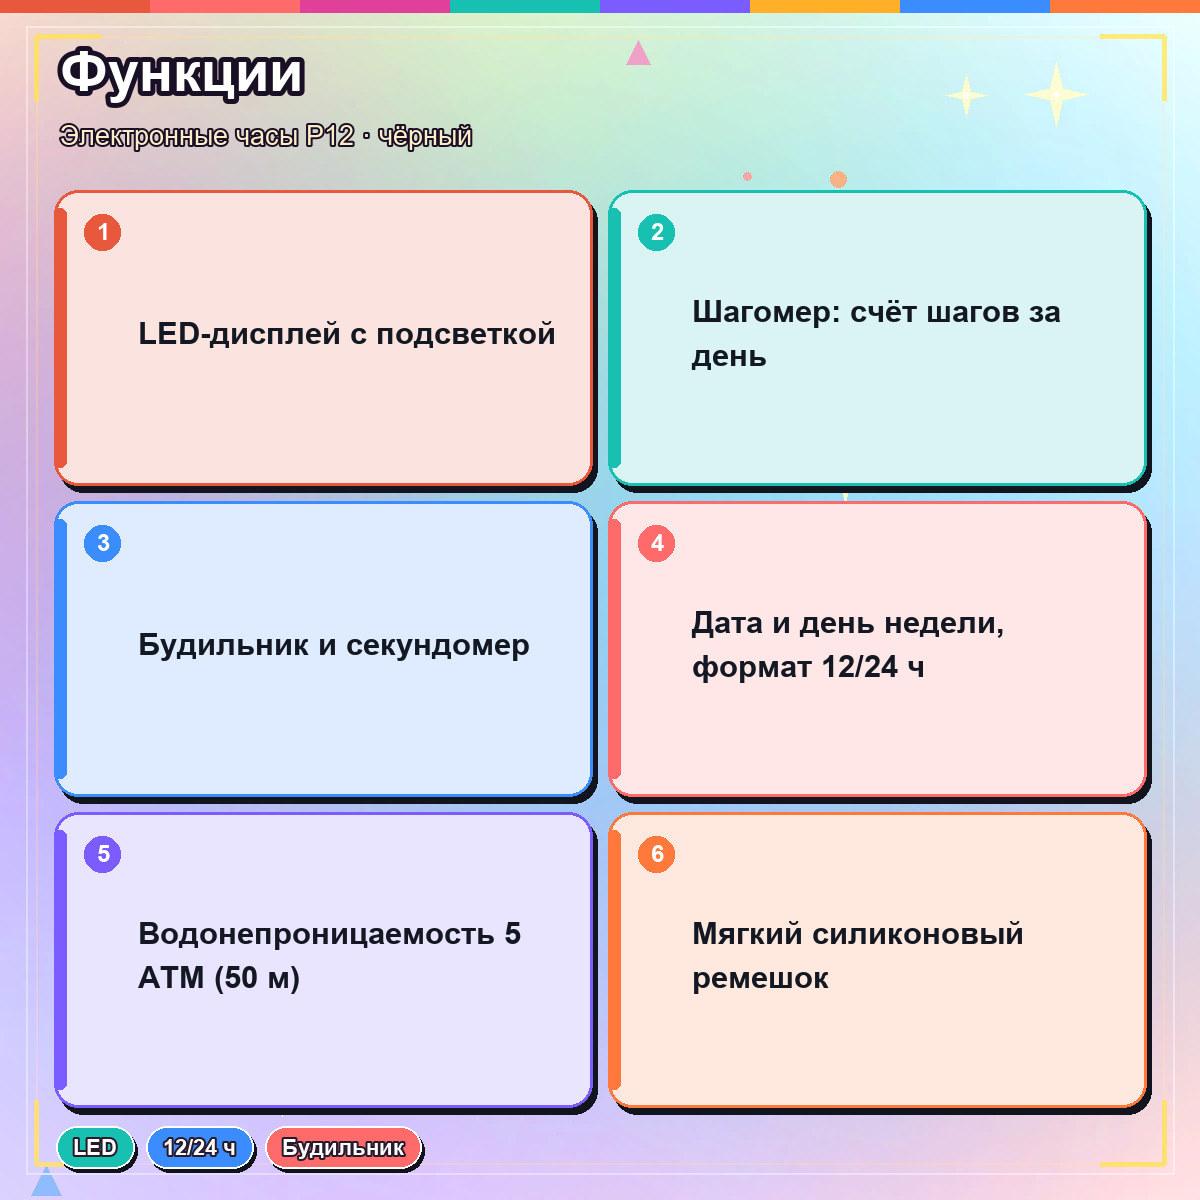 Функции
Электронные часы P12 · чёрный
1
LED-дисплей с подсветкой
2
Шагомер: счёт шагов за
день
3
Будильник и секундомер
4
Дата и день недели,
формат 12/24 ч
5
Водонепроницаемость 5
ATM (50 м)
6
Мягкий силиконовый
ремешок
LED
12/24 ч
Будильник